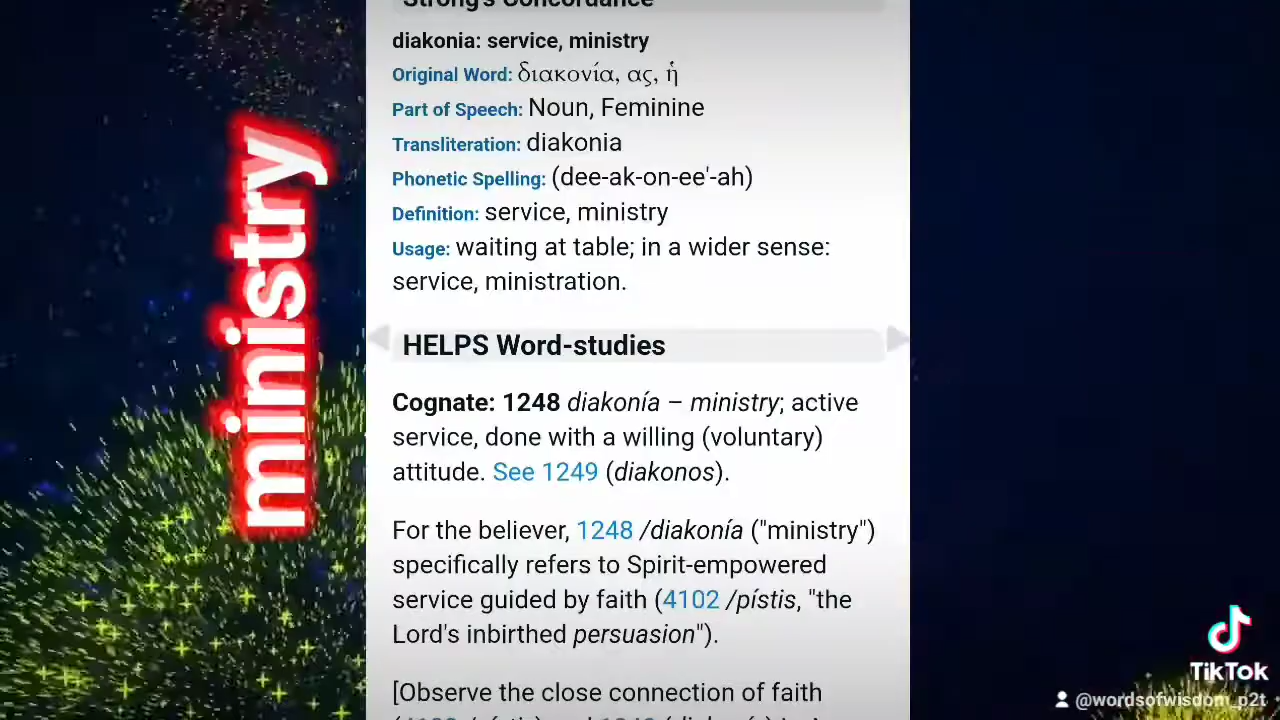 Strong's Concordance
diakonia: service, ministry
Original Word: διακονία, ας, ἡ
Part of Speech: Noun, Feminine
Transliteration: diakonia
Phonetic Spelling: (dee-ak-on-ee'-ah)
Definition: service, ministry
Usage: waiting at table; in a wider sense:
service, ministration.
HELPS Word-studies
Cognate: 1248 diakonía – ministry; active
service, done with a willing (voluntary)
attitude. See 1249 (diakonos).
For the believer, 1248 /diakonía ("ministry")
specifically refers to Spirit-empowered
service guided by faith (4102 /pístis, "the
Lord's inbirthed persuasion").
[Observe the close connection of faith
ministry
TikTok
@wordsofwisdom_p2t